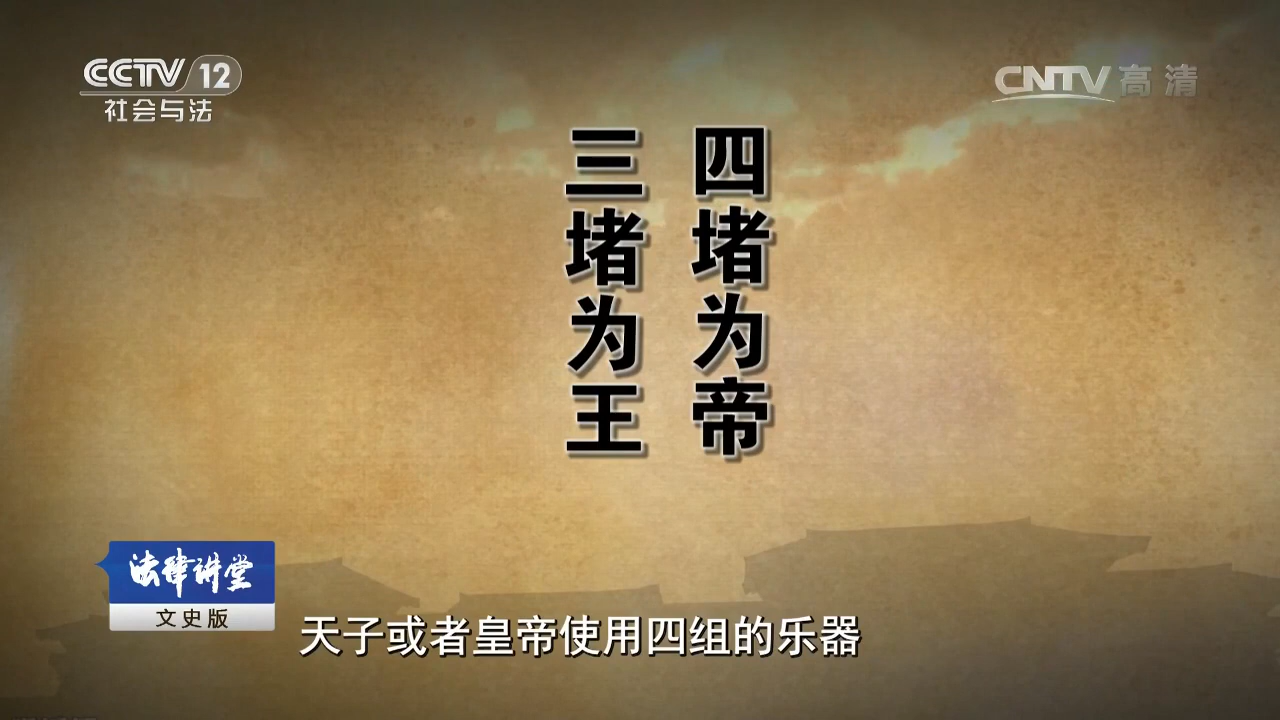 CCTV 12
社会与法
CNTV 高清
四堵为帝
三堵为王
法律讲堂
文史版
天子或者皇帝使用四组的乐器